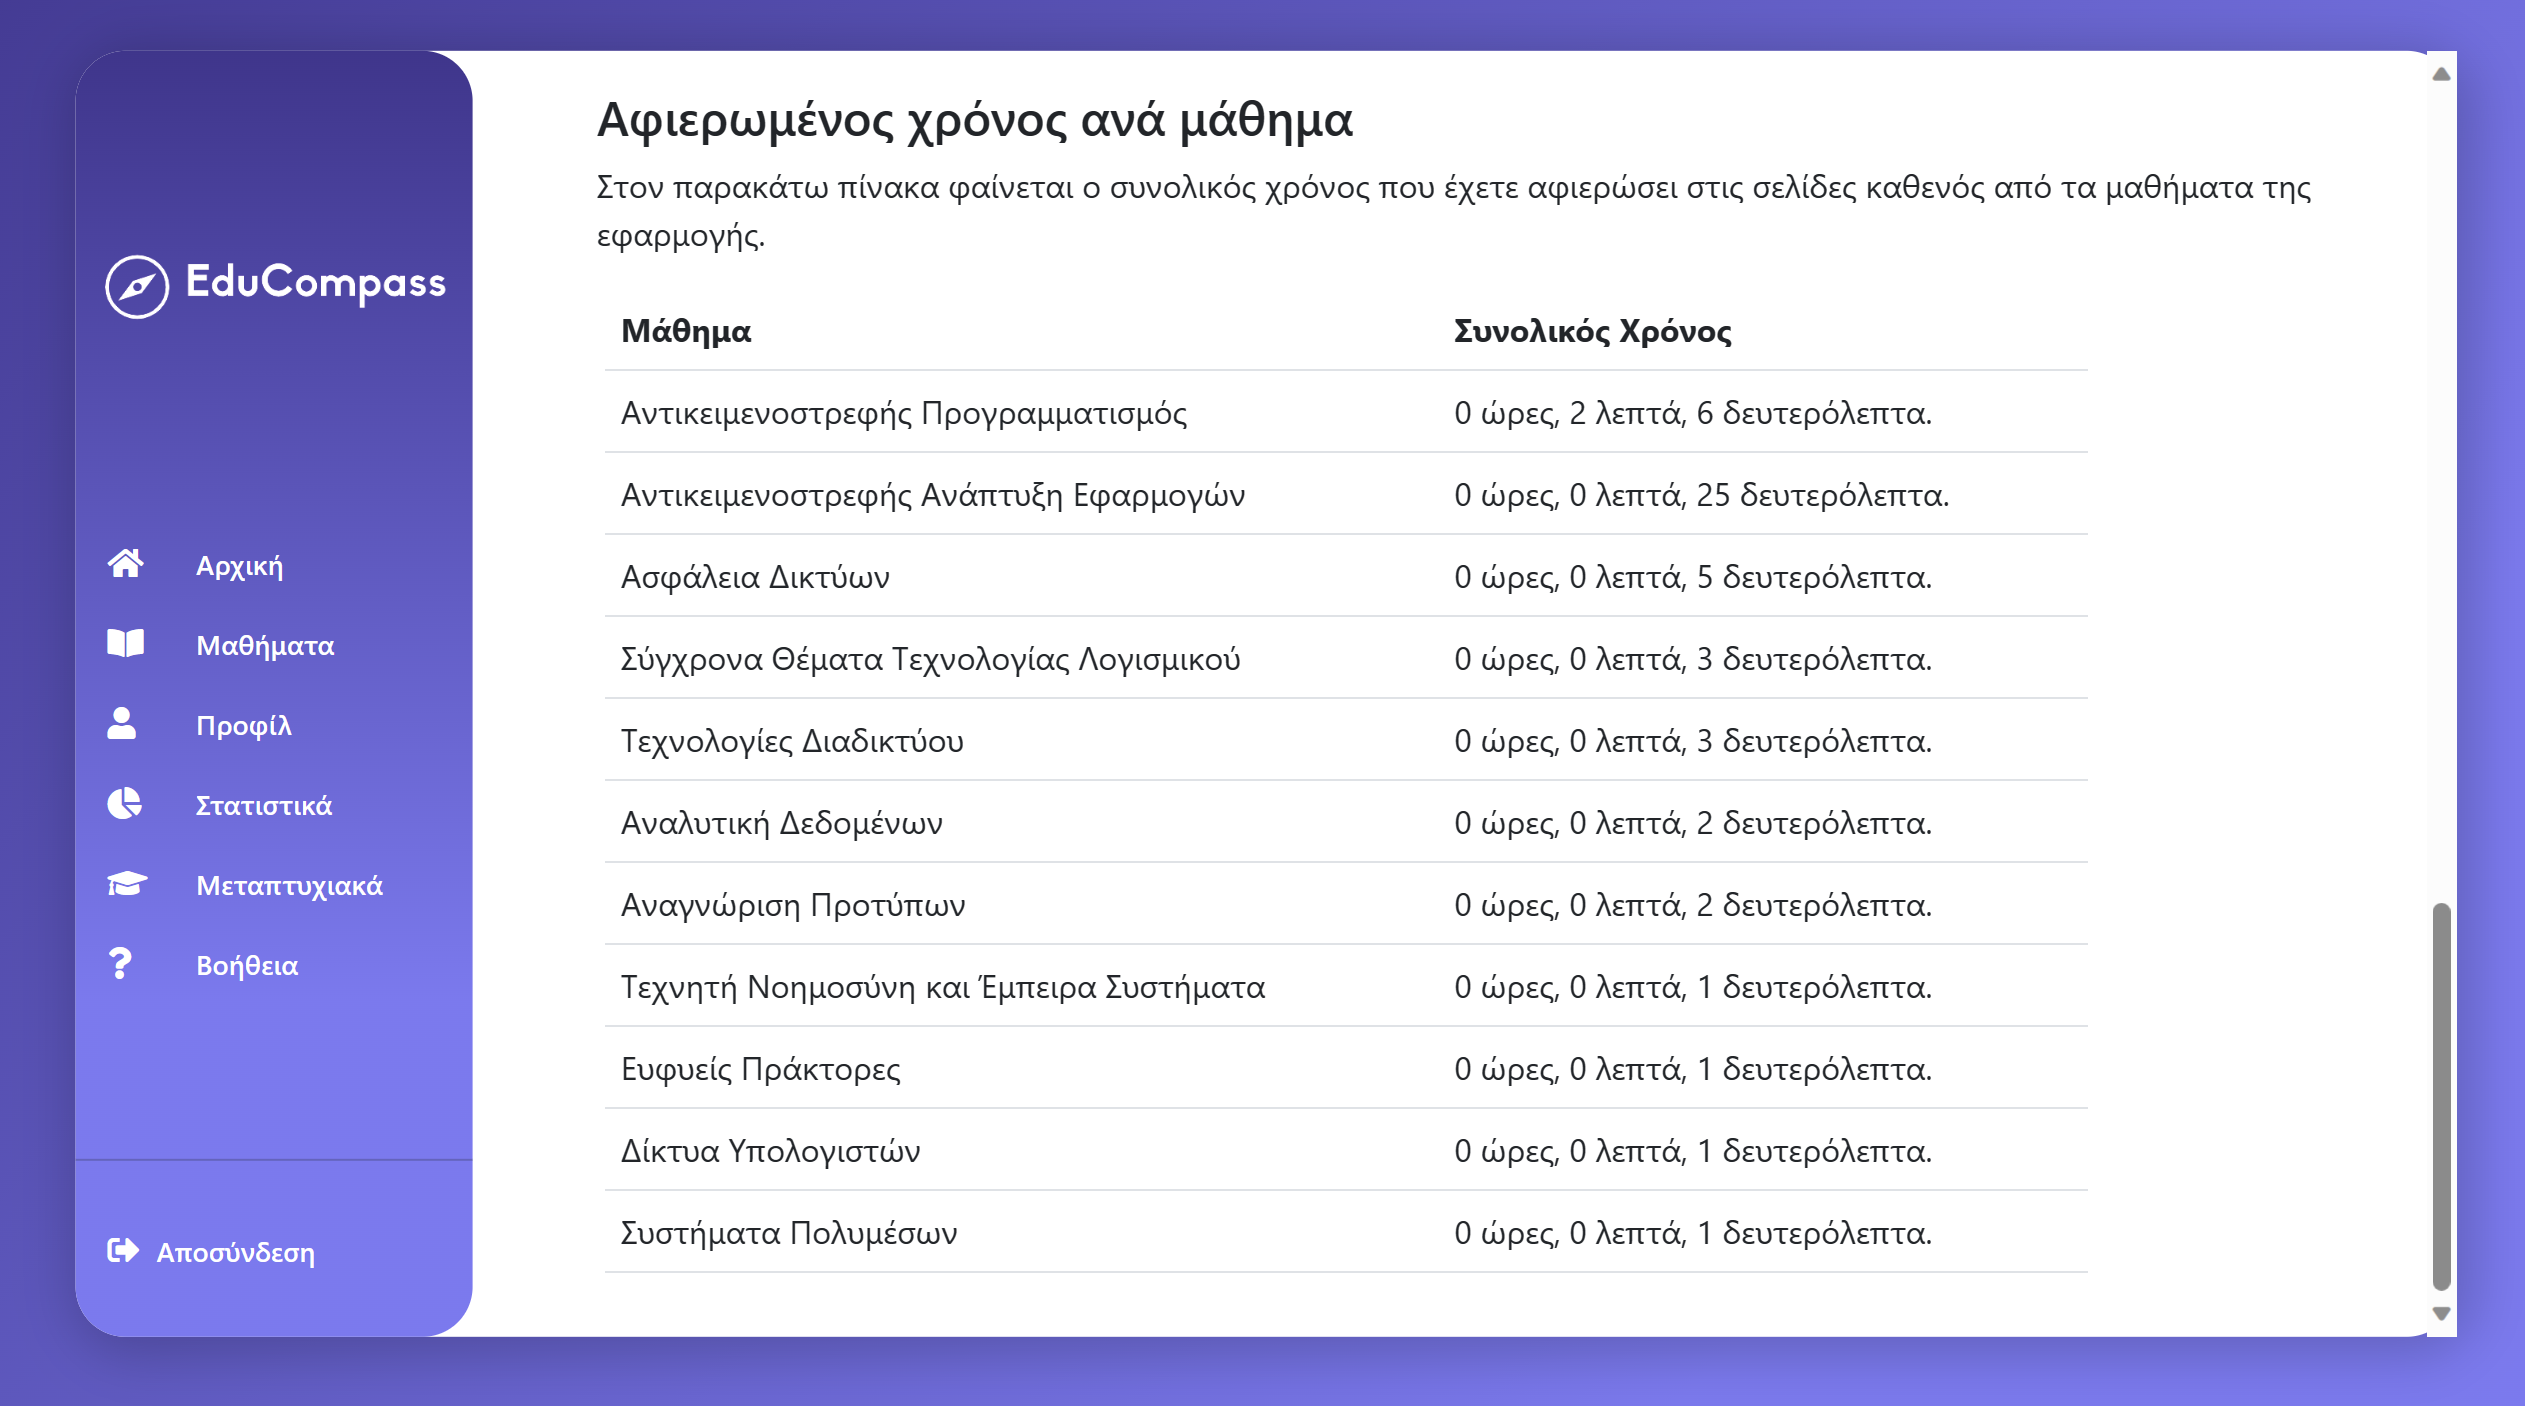 EduCompass
Αρχική
Μαθήματα
Προφίλ
Στατιστικά
Μεταπτυχιακά
Βοήθεια
Αποσύνδεση
Αφιερωμένος χρόνος ανά μάθημα
Στον παρακάτω πίνακα φαίνεται ο συνολικός χρόνος που έχετε αφιερώσει στις σελίδες καθενός από τα μαθήματα της
εφαρμογής.
Μάθημα Συνολικός Χρόνος
Αντικειμενοστρεφής Προγραμματισμός 0 ώρες, 2 λεπτά, 6 δευτερόλεπτα.
Αντικειμενοστρεφής Ανάπτυξη Εφαρμογών 0 ώρες, 0 λεπτά, 25 δευτερόλεπτα.
Ασφάλεια Δικτύων 0 ώρες, 0 λεπτά, 5 δευτερόλεπτα.
Σύγχρονα Θέματα Τεχνολογίας Λογισμικού 0 ώρες, 0 λεπτά, 3 δευτερόλεπτα.
Τεχνολογίες Διαδικτύου 0 ώρες, 0 λεπτά, 3 δευτερόλεπτα.
Αναλυτική Δεδομένων 0 ώρες, 0 λεπτά, 2 δευτερόλεπτα.
Αναγνώριση Προτύπων 0 ώρες, 0 λεπτά, 2 δευτερόλεπτα.
Τεχνητή Νοημοσύνη και Έμπειρα Συστήματα 0 ώρες, 0 λεπτά, 1 δευτερόλεπτα.
Ευφυείς Πράκτορες 0 ώρες, 0 λεπτά, 1 δευτερόλεπτα.
Δίκτυα Υπολογιστών 0 ώρες, 0 λεπτά, 1 δευτερόλεπτα.
Συστήματα Πολυμέσων 0 ώρες, 0 λεπτά, 1 δευτερόλεπτα.